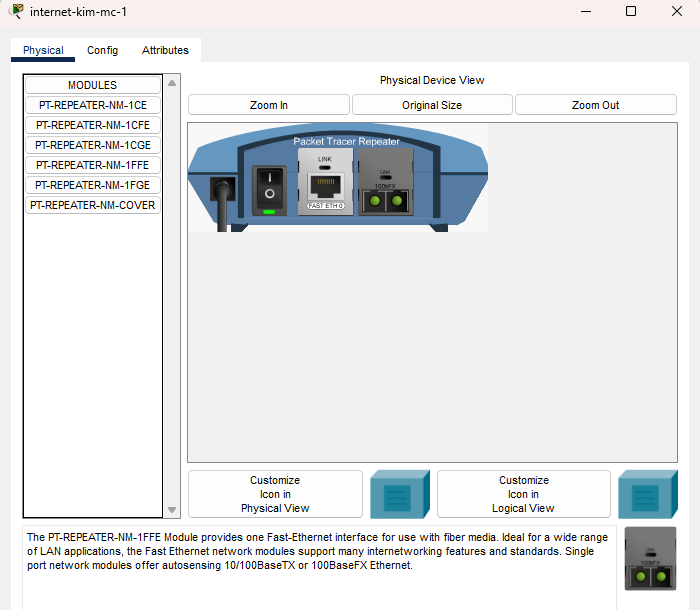 internet-kim-mc-1
Physical Config Attributes
MODULES
PT-REPEATER-NM-1CE
PT-REPEATER-NM-1CFE
PT-REPEATER-NM-1CGE
PT-REPEATER-NM-1FFE
PT-REPEATER-NM-1FGE
PT-REPEATER-NM-COVER
Physical Device View
Zoom In Original Size Zoom Out
Packet Tracer Repeater
LINK
LINK
100bFX
FAST ETH 0
Customize
Icon in
Physical View
Customize
Icon in
Logical View
The PT-REPEATER-NM-1FFE Module provides one Fast-Ethernet interface for use with fiber media. Ideal for a wide range
of LAN applications, the Fast Ethernet network modules support many internetworking features and standards. Single
port network modules offer autosensing 10/100BaseTX or 100BaseFX Ethernet.
LINK
100bFX